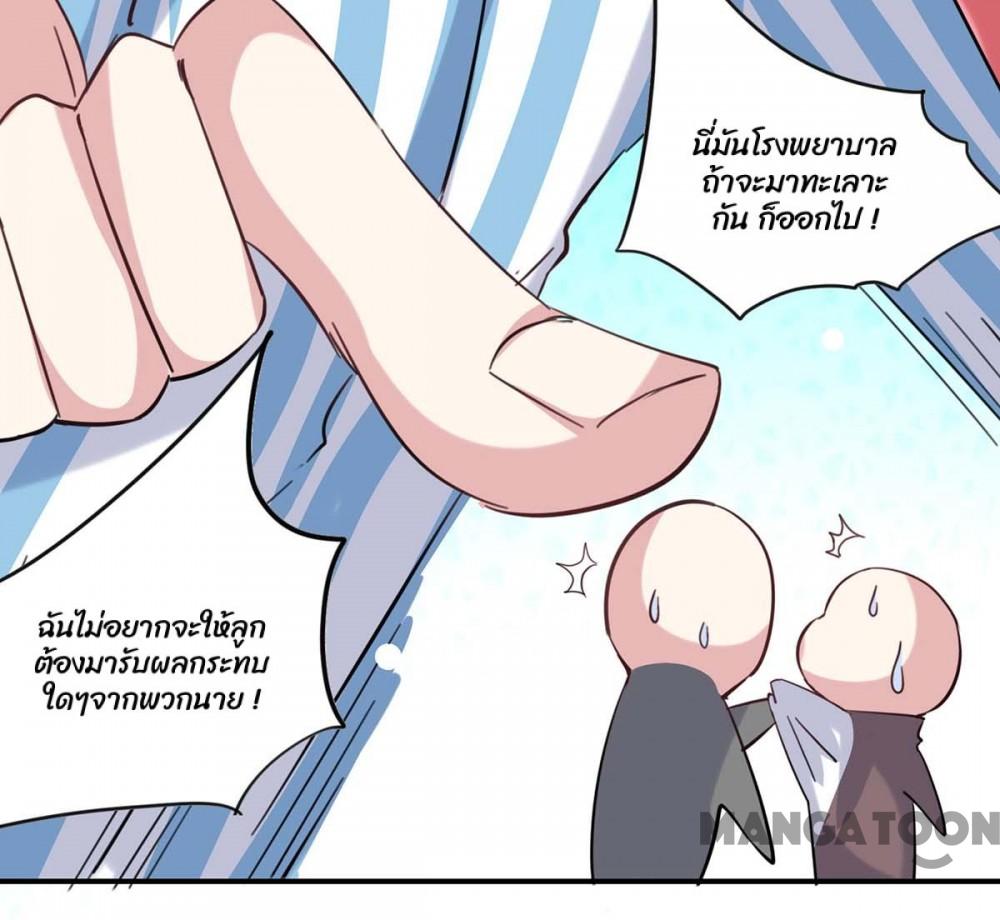 นี่มันโรงพยาบาล
ถ้าจะมาทะเลาะ
กัน ก็ออกไป !
ฉันไม่อยากจะให้ลูก
ต้องมารับผลกระทบ
ใดๆจากพวกนาย !
MANGATOON